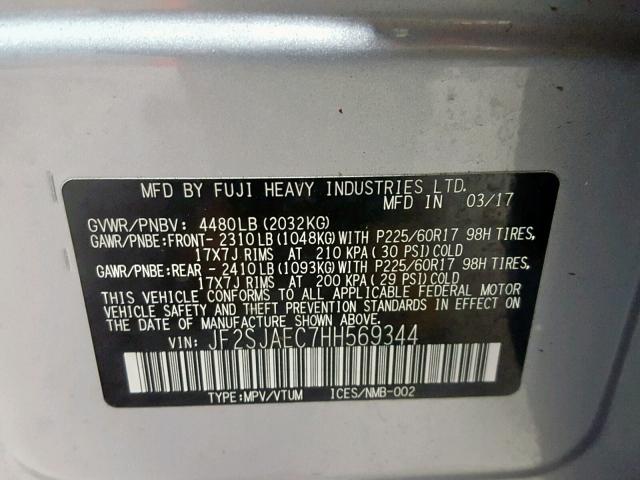 MFD BY FUJI HEAVY INDUSTRIES LTD.
MFD IN 03/17
GVWR/PNBV: 4480LB (2032KG)
GAWR/PNBE:FRONT- 2310LB (1048KG) WITH P225/60R17 98H TIRES,
17X7J RIMS AT 210 KPA (30 PSI) COLD
GAWR/PNBE:REAR - 2410LB (1093KG) WITH P225/60R17 98H TIRES,
17X7J RIMS AT 200 KPA (29 PSI) COLD
THIS VEHICLE CONFORMS TO ALL APPLICABLE FEDERAL MOTOR
VEHICLE SAFETY AND THEFT PREVENTION STANDARDS IN EFFECT
ON THE DATE OF MANUFACTURE SHOWN ABOVE.
VIN: JF2SJAEC7HH569344
TYPE:MPV/VTUM ICES/NMB-002